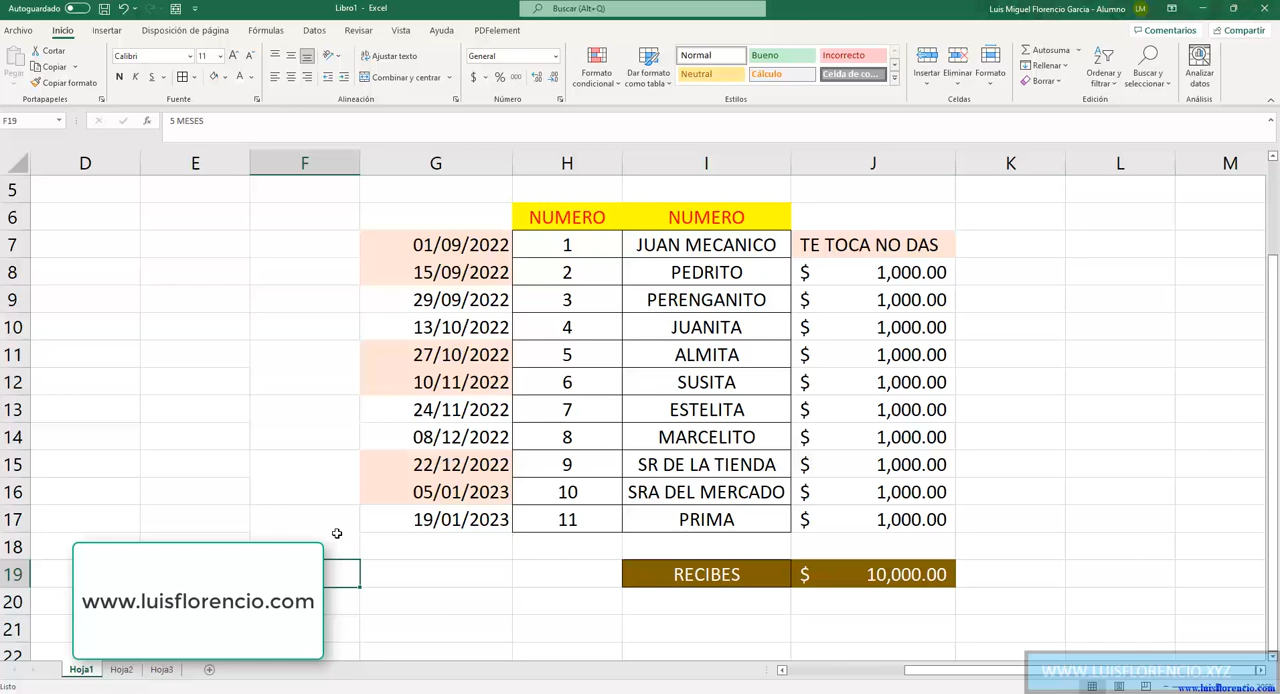 Autoguardado
Libro1 - Excel
Buscar (Alt+Q)
Luis Miguel Florencio Garcia - Alumno
LM
Archivo Inicio Insertar Disposición de página Fórmulas Datos Revisar Vista Ayuda PDFelement
Comentarios Compartir
Pegar
Cortar
Copiar
Copiar formato
Portapapeles
Calibri 11
N K S
Fuente
Ajustar texto
Combinar y centrar
Alineación
General
$ % 000
Número
Formato condicional
Dar formato como tabla
Normal Bueno Incorrecto
Neutral Cálculo Celda de co...
Estilos
Insertar Eliminar Formato
Celdas
Autosuma
Rellenar
Borrar
Ordenar y filtrar
Buscar y seleccionar
Edición
Analizar datos
Análisis
F19 fx 5 MESES
D E F G H I J K L M
5
6 NUMERO NUMERO
7 01/09/2022 1 JUAN MECANICO TE TOCA NO DAS
8 15/09/2022 2 PEDRITO $ 1,000.00
9 29/09/2022 3 PERENGANITO $ 1,000.00
10 13/10/2022 4 JUANITA $ 1,000.00
11 27/10/2022 5 ALMITA $ 1,000.00
12 10/11/2022 6 SUSITA $ 1,000.00
13 24/11/2022 7 ESTELITA $ 1,000.00
14 08/12/2022 8 MARCELITO $ 1,000.00
15 22/12/2022 9 SR DE LA TIENDA $ 1,000.00
16 05/01/2023 10 SRA DEL MERCADO $ 1,000.00
17 19/01/2023 11 PRIMA $ 1,000.00
18
19 RECIBES $ 10,000.00
20
21
22
www.luisflorencio.com
Hoja1 Hoja2 Hoja3
WWW.LUISFLORENCIO.XYZ
Listo
www.luisflorencio.com